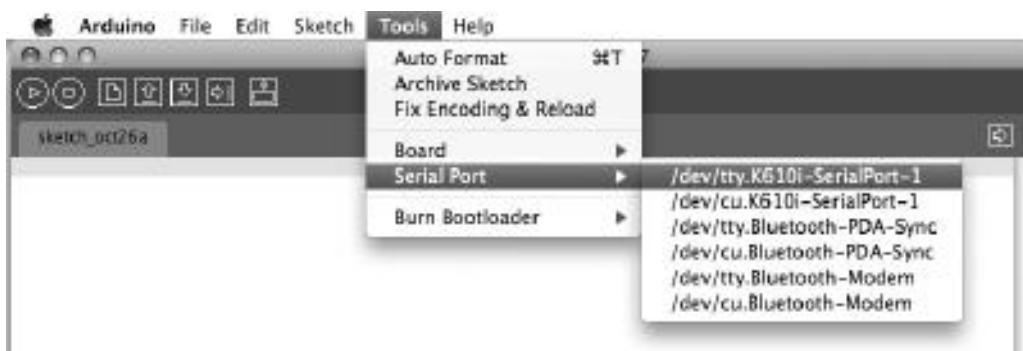 Arduino File Edit Sketch Tools Help
Auto Format ⌘T
Archive Sketch
Fix Encoding & Reload
sketch_oct26a
Board
Serial Port
Burn Bootloader
/dev/tty.K610i-SerialPort-1
/dev/cu.K610i-SerialPort-1
/dev/tty.Bluetooth-PDA-Sync
/dev/cu.Bluetooth-PDA-Sync
/dev/tty.Bluetooth-Modem
/dev/cu.Bluetooth-Modem